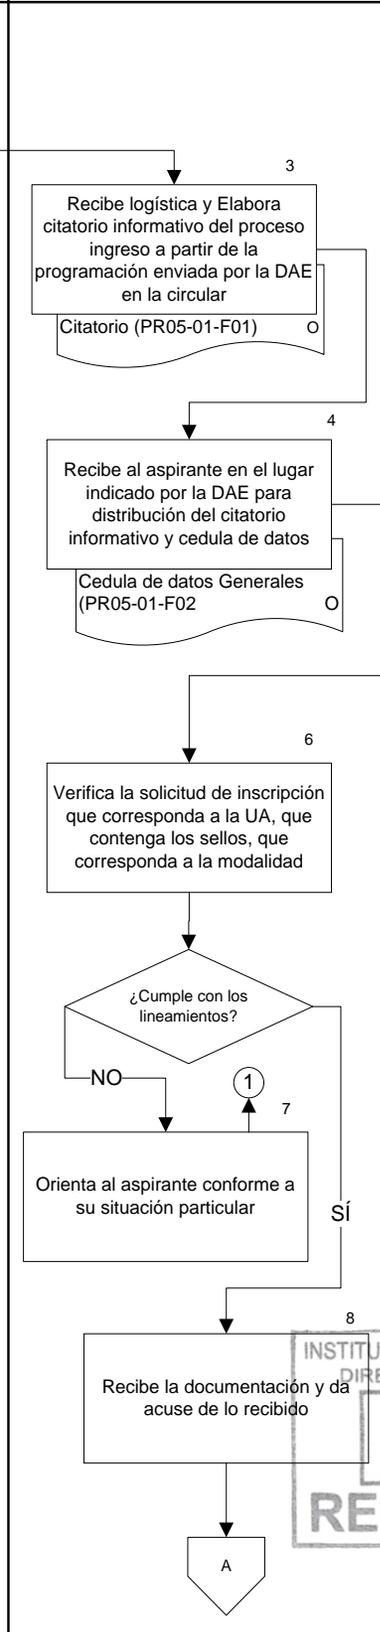 3
Recibe logística y Elabora
citatorio informativo del proceso
ingreso a partir de la
programación enviada por la DAE
en la circular
Citatorio (PR05-01-F01) O
4
Recibe al aspirante en el lugar
indicado por la DAE para
distribución del citatorio
informativo y cedula de datos
Cedula de datos Generales
(PR05-01-F02 O
6
Verifica la solicitud de inscripción
que corresponda a la UA, que
contenga los sellos, que
corresponda a la modalidad
¿Cumple con los
lineamientos?
NO
1
7
Orienta al aspirante conforme a
su situación particular
SÍ
8
INSTITU
DIRE
Recibe la documentación y da
acuse de lo recibido
RE
A